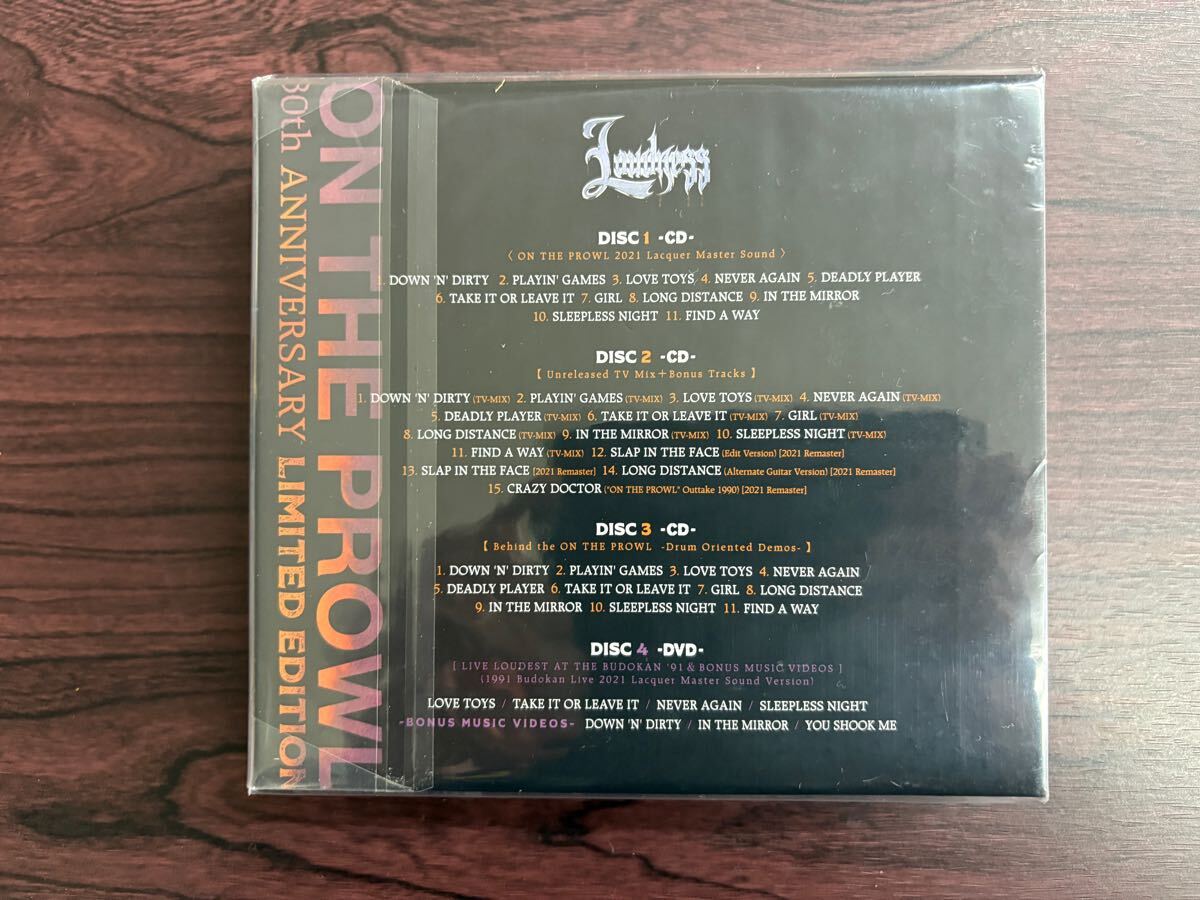 ON THE PROWL
30th ANNIVERSARY LIMITED EDITION
Loudness
DISC 1 -CD-
〈 ON THE PROWL 2021 Lacquer Master Sound 〉
1. DOWN 'N' DIRTY 2. PLAYIN' GAMES 3. LOVE TOYS 4. NEVER AGAIN 5. DEADLY PLAYER
6. TAKE IT OR LEAVE IT 7. GIRL 8. LONG DISTANCE 9. IN THE MIRROR
10. SLEEPLESS NIGHT 11. FIND A WAY
DISC 2 -CD-
【 Unreleased TV Mix＋Bonus Tracks 】
1. DOWN 'N' DIRTY (TV-MIX) 2. PLAYIN' GAMES (TV-MIX) 3. LOVE TOYS (TV-MIX) 4. NEVER AGAIN (TV-MIX)
5. DEADLY PLAYER (TV-MIX) 6. TAKE IT OR LEAVE IT (TV-MIX) 7. GIRL (TV-MIX)
8. LONG DISTANCE (TV-MIX) 9. IN THE MIRROR (TV-MIX) 10. SLEEPLESS NIGHT (TV-MIX)
11. FIND A WAY (TV-MIX) 12. SLAP IN THE FACE (Edit Version) [2021 Remaster]
13. SLAP IN THE FACE [2021 Remaster] 14. LONG DISTANCE (Alternate Guitar Version) [2021 Remaster]
15. CRAZY DOCTOR ("ON THE PROWL" Outtake 1990) [2021 Remaster]
DISC 3 -CD-
【 Behind the ON THE PROWL -Drum Oriented Demos- 】
1. DOWN 'N' DIRTY 2. PLAYIN' GAMES 3. LOVE TOYS 4. NEVER AGAIN
5. DEADLY PLAYER 6. TAKE IT OR LEAVE IT 7. GIRL 8. LONG DISTANCE
9. IN THE MIRROR 10. SLEEPLESS NIGHT 11. FIND A WAY
DISC 4 -DVD-
[ LIVE LOUDEST AT THE BUDOKAN '91 & BONUS MUSIC VIDEOS ]
(1991 Budokan Live 2021 Lacquer Master Sound Version)
LOVE TOYS / TAKE IT OR LEAVE IT / NEVER AGAIN / SLEEPLESS NIGHT
-BONUS MUSIC VIDEOS- DOWN 'N' DIRTY / IN THE MIRROR / YOU SHOOK ME